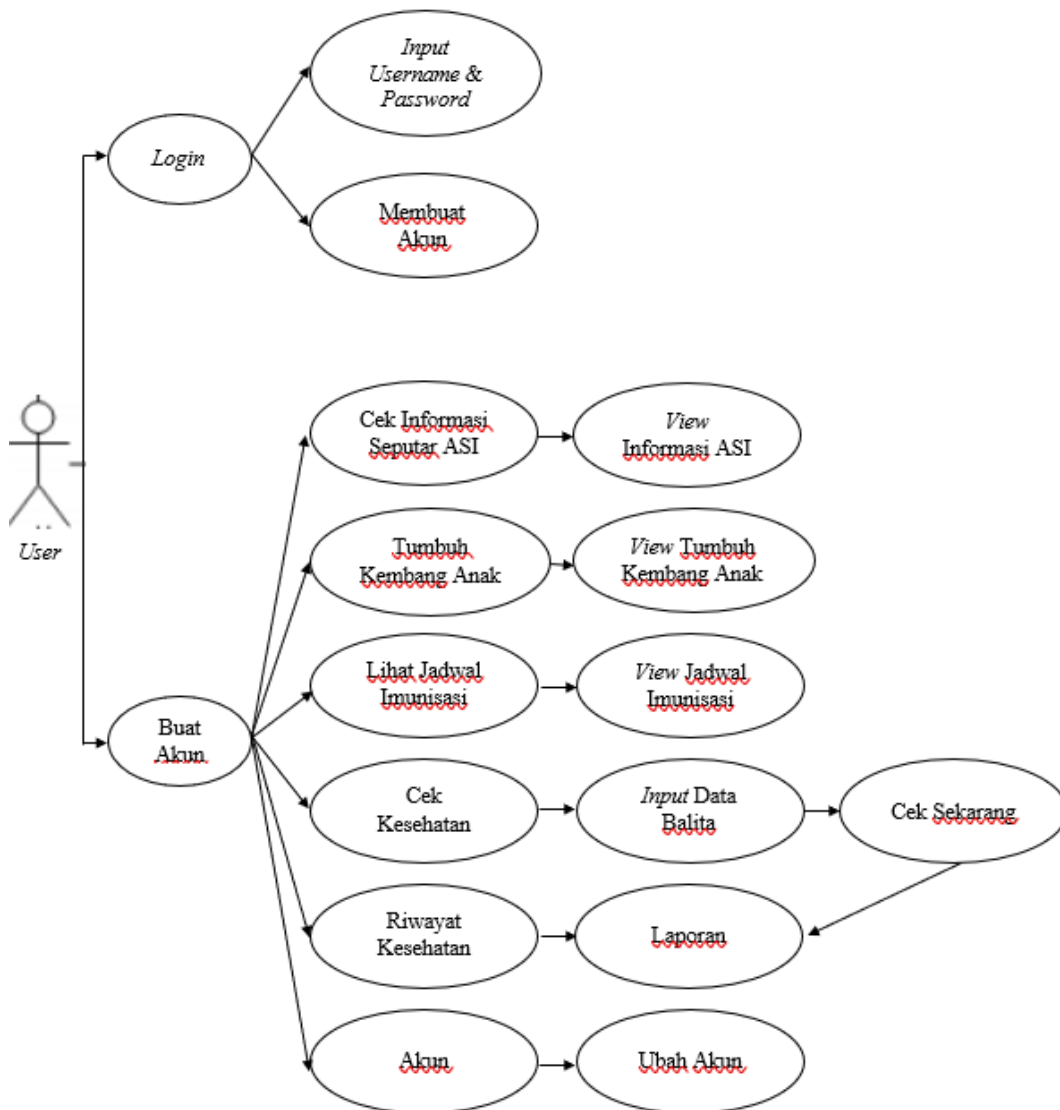 Input
Username &
Password
Login
Membuat
Akun
Cek Informasi
Seputar ASI
View
Informasi ASI
User
Tumbuh
Kembang Anak
View Tumbuh
Kembang Anak
Lihat Jadwal
Imunisasi
View Jadwal
Imunisasi
Buat
Akun
Cek
Kesehatan
Input Data
Balita
Cek Sekarang
Riwayat
Kesehatan
Laporan
Akun
Ubah Akun